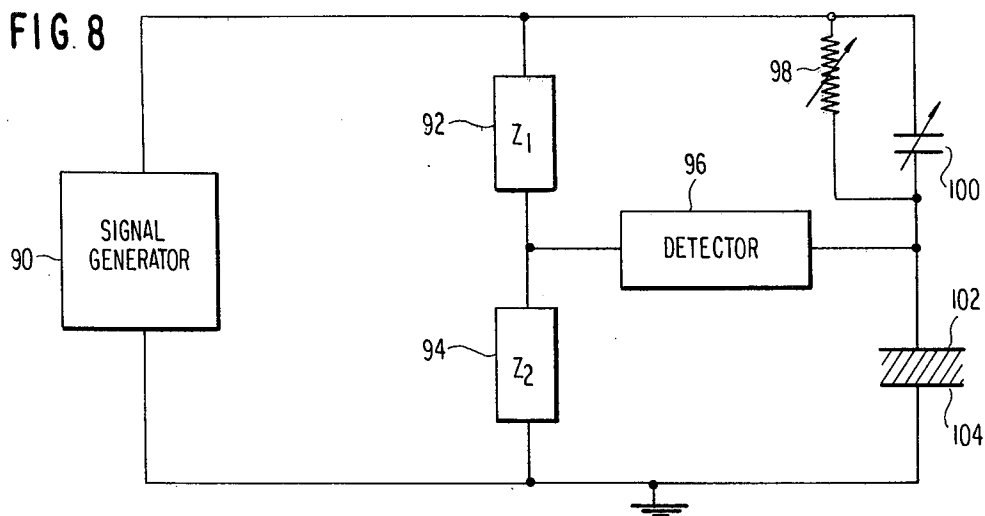 FIG. 8
98
92
Z1
100
96
SIGNAL
GENERATOR
90
DETECTOR
102
94
Z2
104